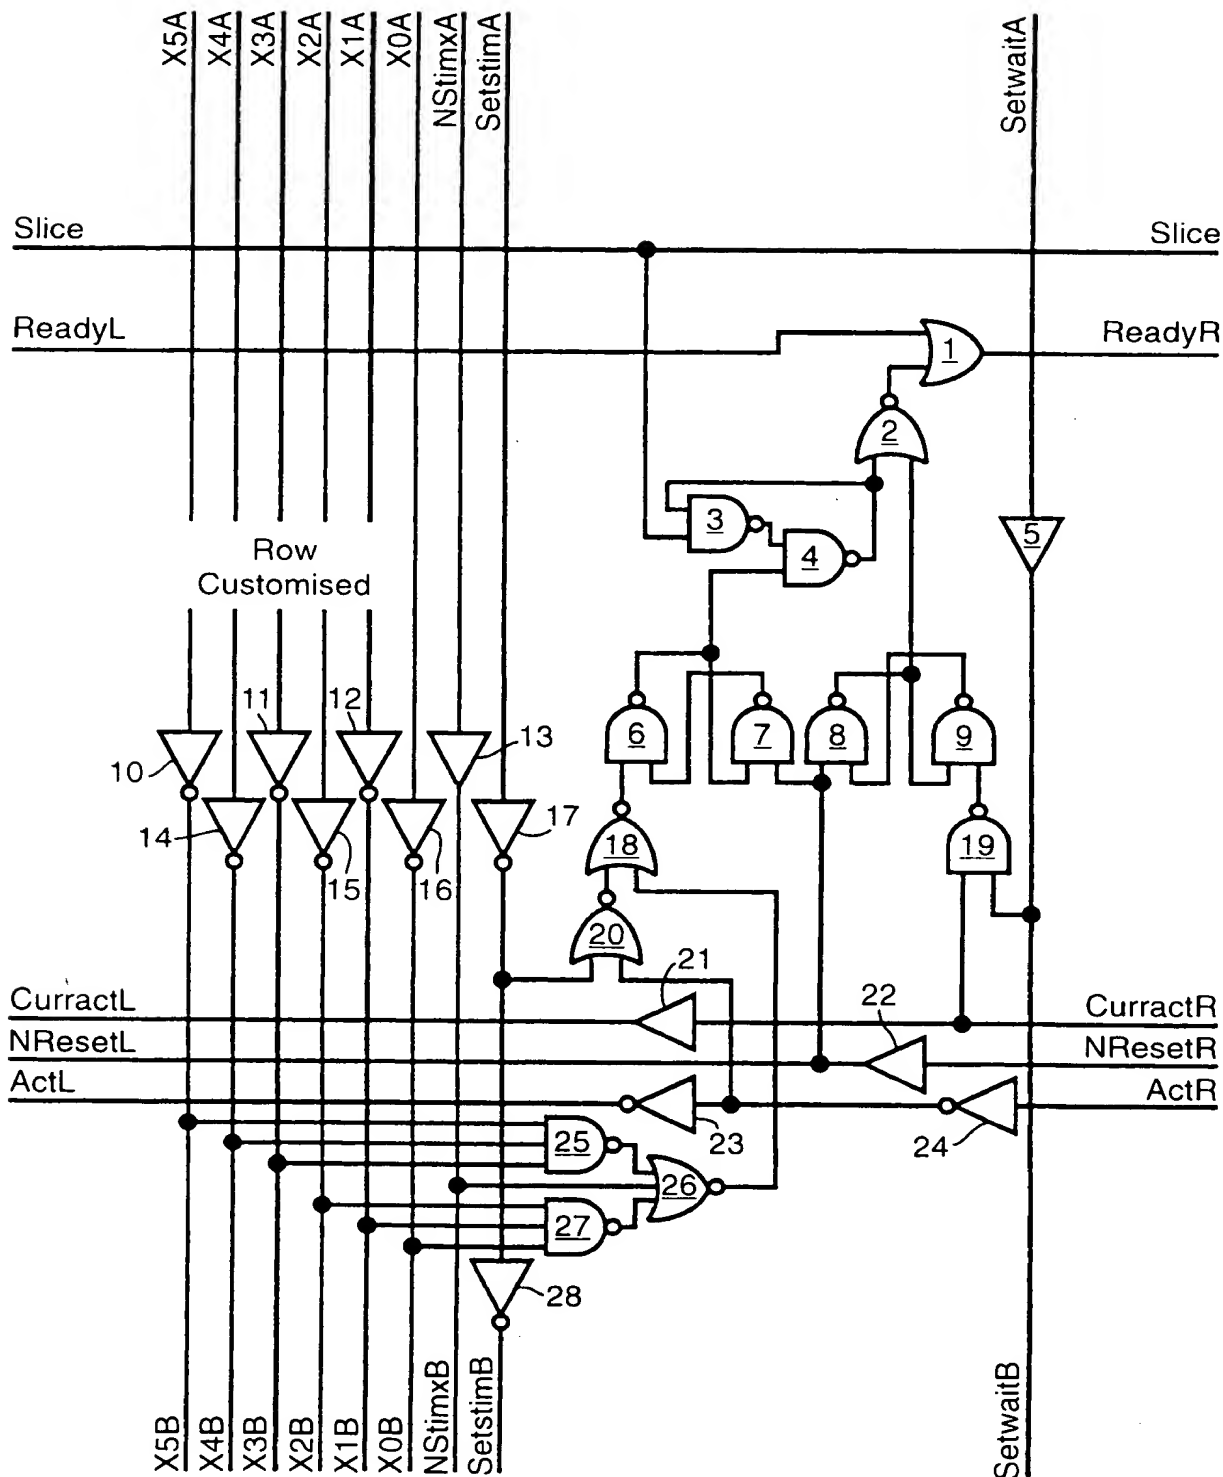 X5A
X4A
X3A
X2A
X1A
X0A
NStimxA
SetstimA
SetwaitA
Slice
Slice
ReadyL
ReadyR
1
2
3
4
5
Row
Customised
6
7
8
9
10
11
12
13
14
15
16
17
18
19
20
21
22
CurractL
CurractR
NResetL
NResetR
ActL
ActR
23
24
25
26
27
28
X5B
X4B
X3B
X2B
X1B
X0B
NStimxB
SetstimB
SetwaitB